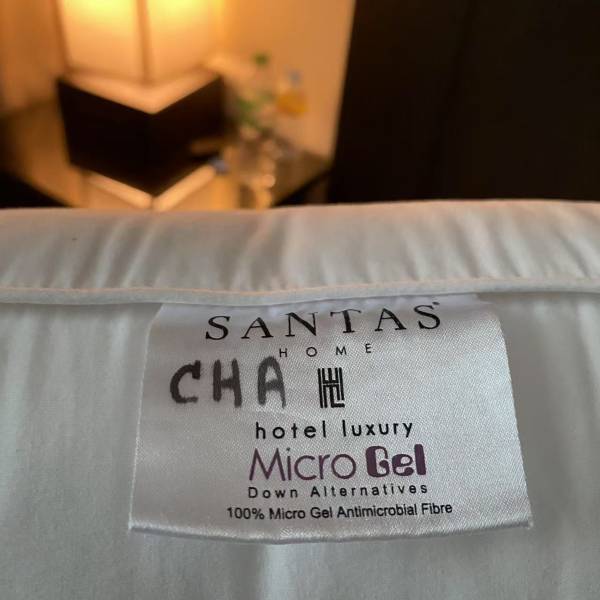 SANTAS
HOME
CHA
hotel luxury
Micro Gel
Down Alternatives
100% Micro Gel Antimicrobial Fibre